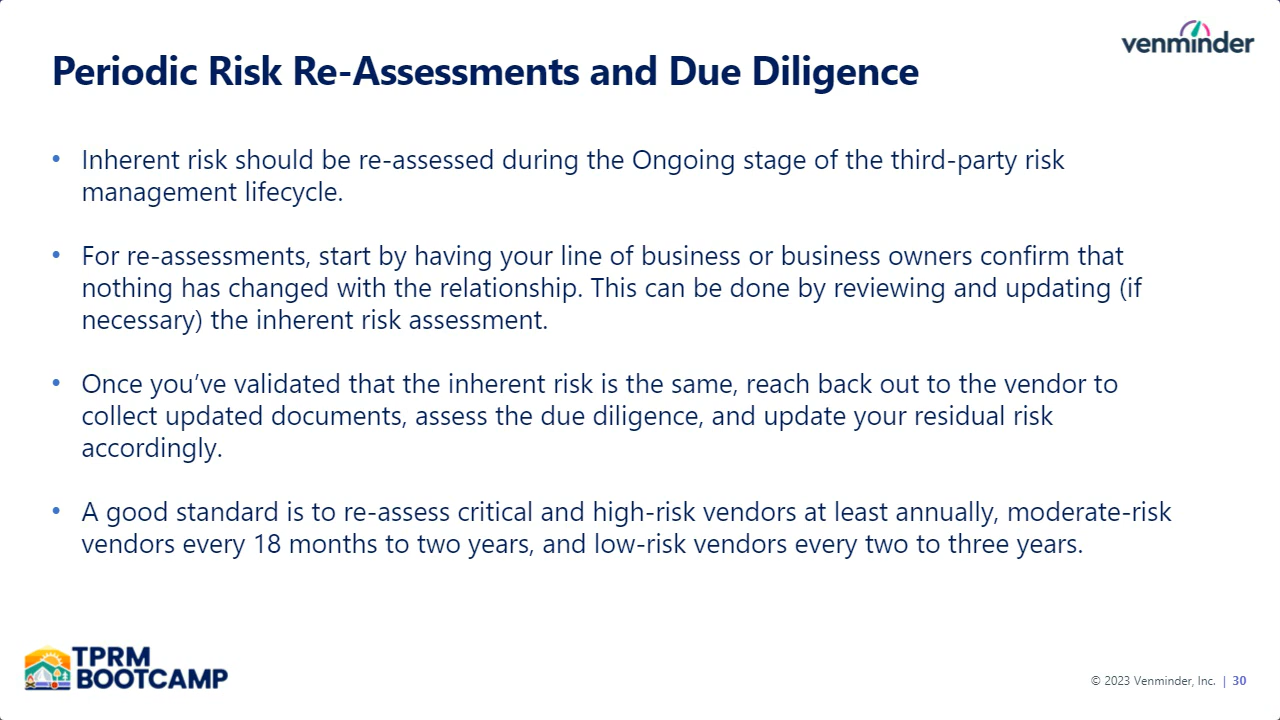 venminder
Periodic Risk Re-Assessments and Due Diligence
• Inherent risk should be re-assessed during the Ongoing stage of the third-party risk
management lifecycle.
• For re-assessments, start by having your line of business or business owners confirm that
nothing has changed with the relationship. This can be done by reviewing and updating (if
necessary) the inherent risk assessment.
• Once you’ve validated that the inherent risk is the same, reach back out to the vendor to
collect updated documents, assess the due diligence, and update your residual risk
accordingly.
• A good standard is to re-assess critical and high-risk vendors at least annually, moderate-risk
vendors every 18 months to two years, and low-risk vendors every two to three years.
TPRM
BOOTCAMP
© 2023 Venminder, Inc. | 30